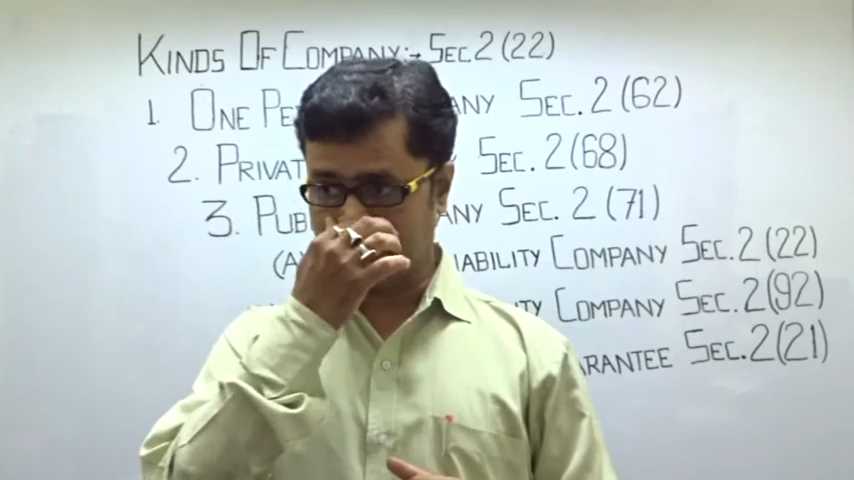 KINDS OF COMPANY:- SEC 2(22)
1. ONE PE ANY SEC. 2(62)
2. PRIVAT SEC. 2(68)
3. PUB ANY SEC. 2(71)
(A) IABILITY COMPANY SEC. 2(22)
TY COMPANY SEC. 2(92)
ARANTEE SEC. 2(21)